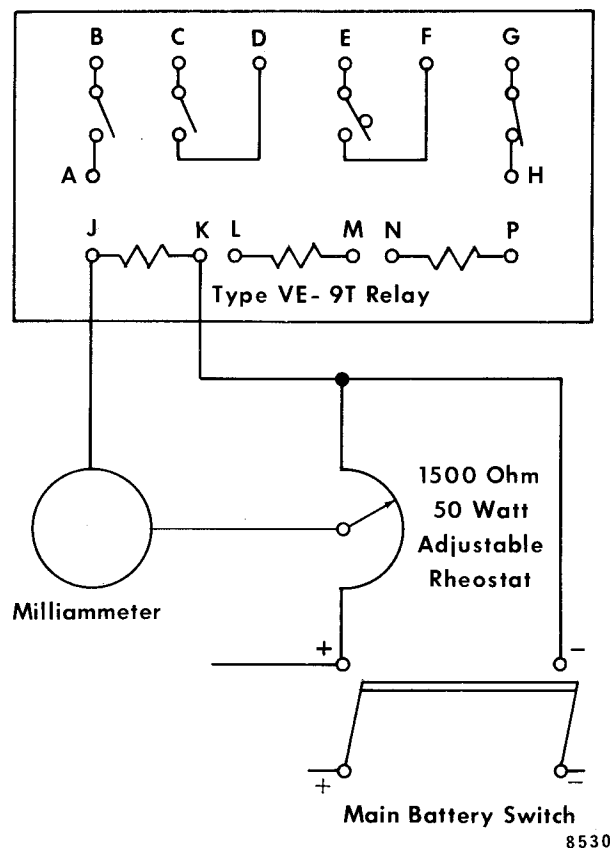 B C D E F G
A H
J K L M N P
Type VE- 9T Relay
1500 Ohm
50 Watt
Adjustable
Rheostat
Milliammeter
+ -
+ -
Main Battery Switch
8530